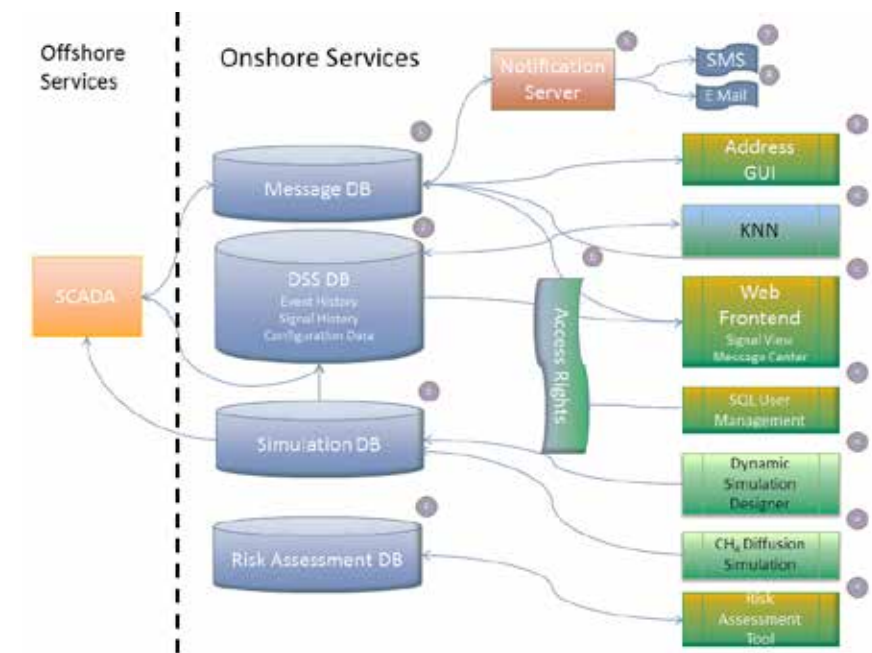 Offshore
Services
Onshore Services
Notification
Server
SMS
E Mail
Message DB
Address
GUI
KNN
DSS DB
Event History
Signal History
Configuration Data
SCADA
Access Rights
Web
Frontend
Signal View
Message Center
SQL User
Management
Simulation DB
Dynamic
Simulation
Designer
CH₄ Diffusion
Simulation
Risk Assessment DB
Risk
Assessment
Tool